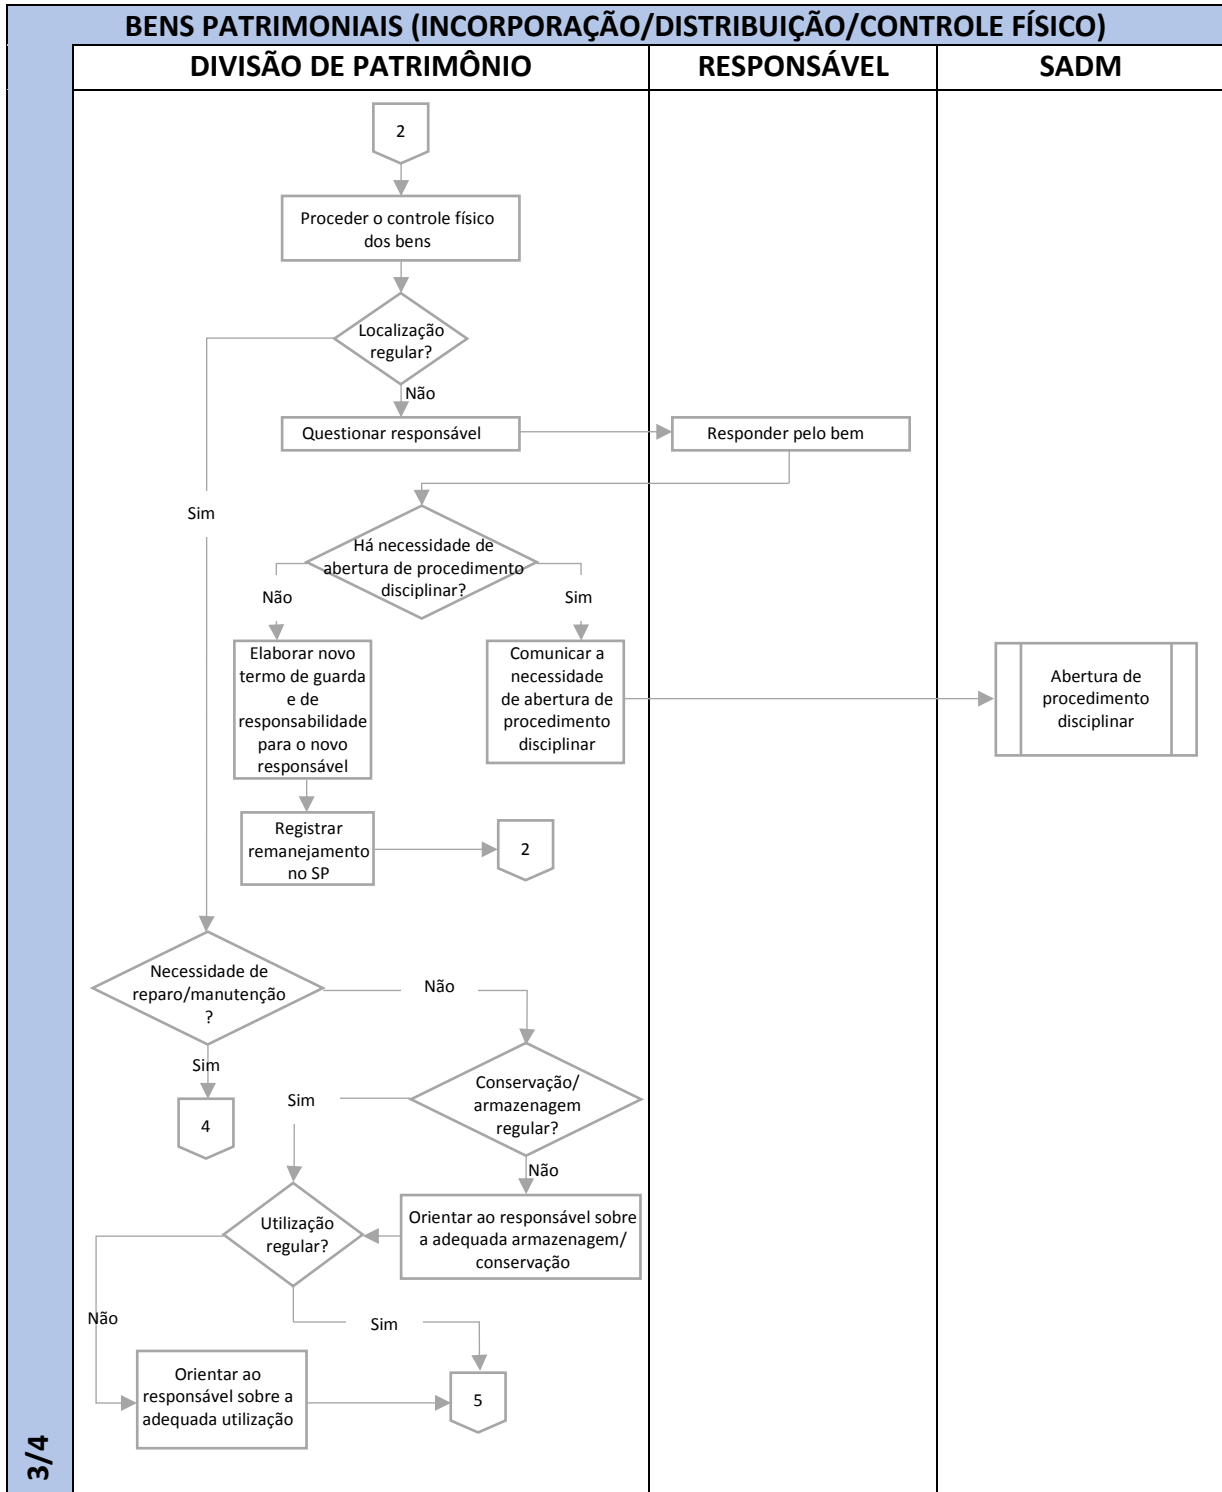 BENS PATRIMONIAIS (INCORPORAÇÃO/DISTRIBUIÇÃO/CONTROLE FÍSICO)
DIVISÃO DE PATRIMÔNIO
RESPONSÁVEL
SADM
2
Proceder o controle físico
dos bens
Localização
regular?
Não
Questionar responsável
Responder pelo bem
Sim
Há necessidade de
abertura de procedimento
disciplinar?
Não
Sim
Elaborar novo
termo de guarda
e de
responsabilidade
para o novo
responsável
Comunicar a
necessidade
de abertura de
procedimento
disciplinar
Abertura de
procedimento
disciplinar
Registrar
remanejamento
no SP
2
Necessidade de
reparo/manutenção
?
Não
Sim
4
Conservação/
armazenagem
regular?
Sim
Não
Utilização
regular?
Orientar ao responsável sobre
a adequada armazenagem/
conservação
Não
Sim
Orientar ao
responsável sobre a
adequada utilização
5
3/4